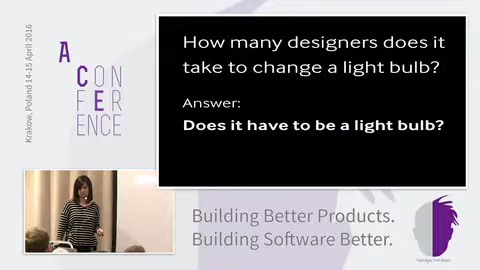 Krakow, Poland 14-15 April 2016
A
CON
FER
ENCE
How many designers does it
take to change a light bulb?
Answer:
Does it have to be a light bulb?
Building Better Products.
Building Software Better.